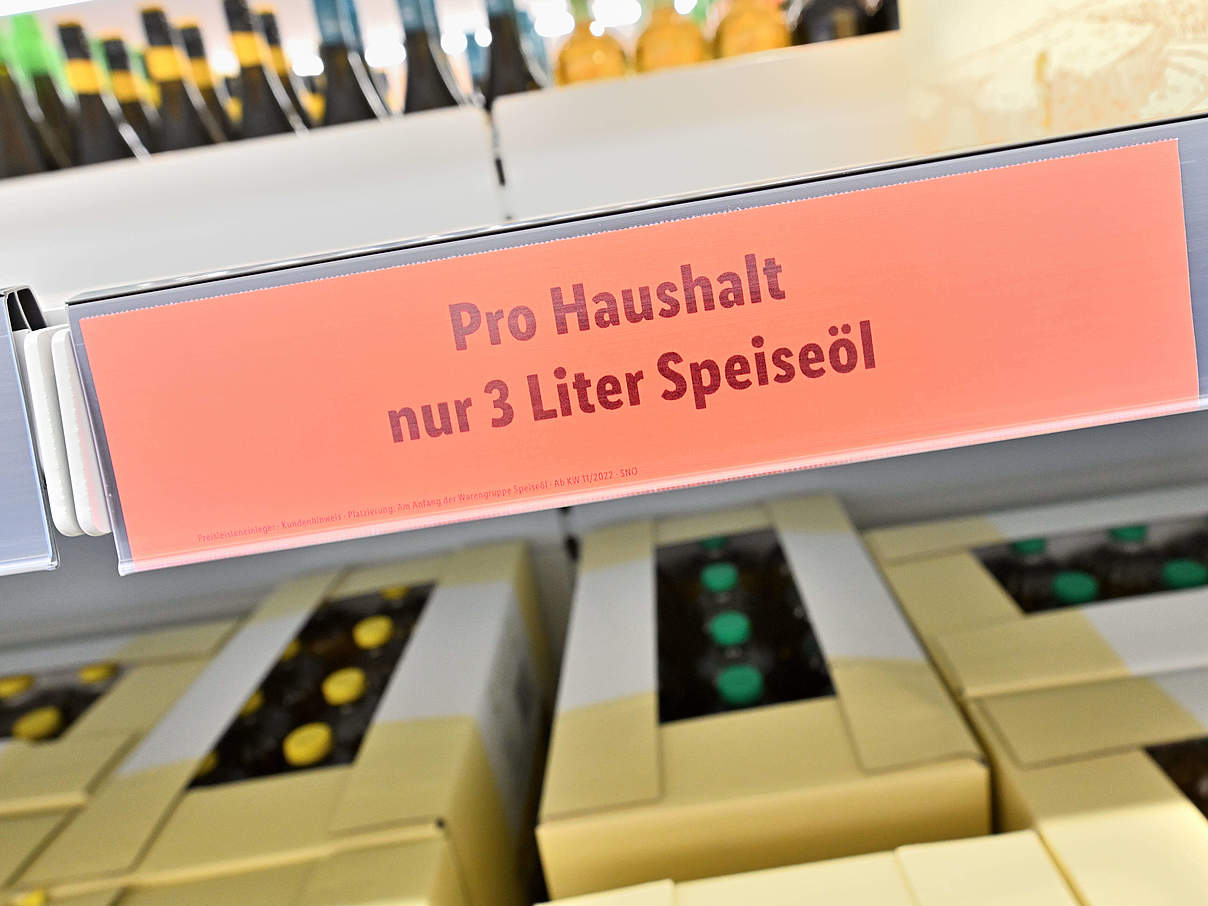 Pro Haushalt
nur 3 Liter Speiseöl
Preisleisteneinleger · Kundenhinweis · Platzierung: Am Anfang der Warengruppe Speiseöl · Ab KW 11/2022 · SNO